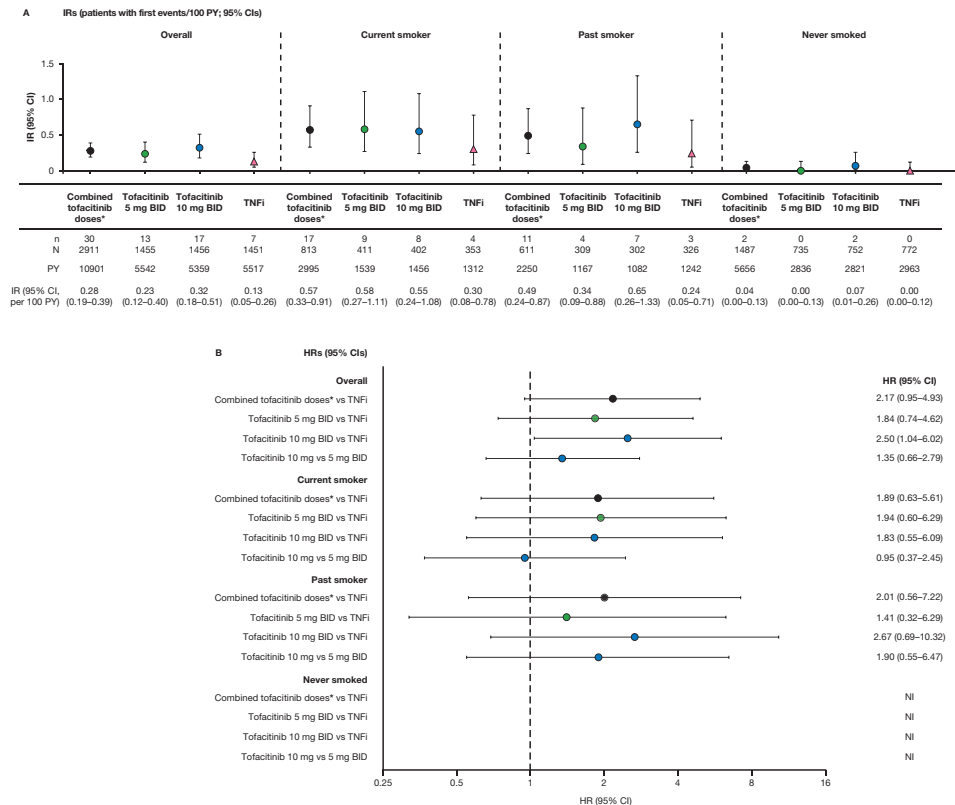 A IRs (patients with first events/100 PY; 95% CIs)
Overall Current smoker Past smoker Never smoked
IR (95% CI)
1.5
1.0
0.5
0
Combined tofacitinib doses* Tofacitinib 5 mg BID Tofacitinib 10 mg BID TNFi Combined tofacitinib doses* Tofacitinib 5 mg BID Tofacitinib 10 mg BID TNFi Combined tofacitinib doses* Tofacitinib 5 mg BID Tofacitinib 10 mg BID TNFi Combined tofacitinib doses* Tofacitinib 5 mg BID Tofacitinib 10 mg BID TNFi
n 30 13 17 7 17 9 8 4 11 4 7 3 2 0 2 0
N 2911 1455 1456 1451 813 411 402 353 611 309 302 326 1487 735 752 772
PY 10901 5542 5359 5517 2995 1539 1456 1312 2250 1167 1082 1242 5656 2836 2821 2963
IR (95% CI, 0.28 0.23 0.32 0.13 0.57 0.58 0.55 0.30 0.49 0.34 0.65 0.24 0.04 0.00 0.07 0.00
per 100 PY) (0.19–0.39) (0.12–0.40) (0.18–0.51) (0.05–0.26) (0.33–0.91) (0.27–1.11) (0.24–1.08) (0.08–0.78) (0.24–0.87) (0.09–0.88) (0.26–1.33) (0.05–0.71) (0.00–0.13) (0.00–0.13) (0.01–0.26) (0.00–0.12)
B HRs (95% CIs)
Overall HR (95% CI)
Combined tofacitinib doses* vs TNFi 2.17 (0.95–4.93)
Tofacitinib 5 mg BID vs TNFi 1.84 (0.74–4.62)
Tofacitinib 10 mg BID vs TNFi 2.50 (1.04–6.02)
Tofacitinib 10 mg vs 5 mg BID 1.35 (0.66–2.79)
Current smoker
Combined tofacitinib doses* vs TNFi 1.89 (0.63–5.61)
Tofacitinib 5 mg BID vs TNFi 1.94 (0.60–6.29)
Tofacitinib 10 mg BID vs TNFi 1.83 (0.55–6.09)
Tofacitinib 10 mg vs 5 mg BID 0.95 (0.37–2.45)
Past smoker
Combined tofacitinib doses* vs TNFi 2.01 (0.56–7.22)
Tofacitinib 5 mg BID vs TNFi 1.41 (0.32–6.29)
Tofacitinib 10 mg BID vs TNFi 2.67 (0.69–10.32)
Tofacitinib 10 mg vs 5 mg BID 1.90 (0.55–6.47)
Never smoked
Combined tofacitinib doses* vs TNFi NI
Tofacitinib 5 mg BID vs TNFi NI
Tofacitinib 10 mg BID vs TNFi NI
Tofacitinib 10 mg vs 5 mg BID NI
0.25 0.5 1 2 4 8 16
HR (95% CI)